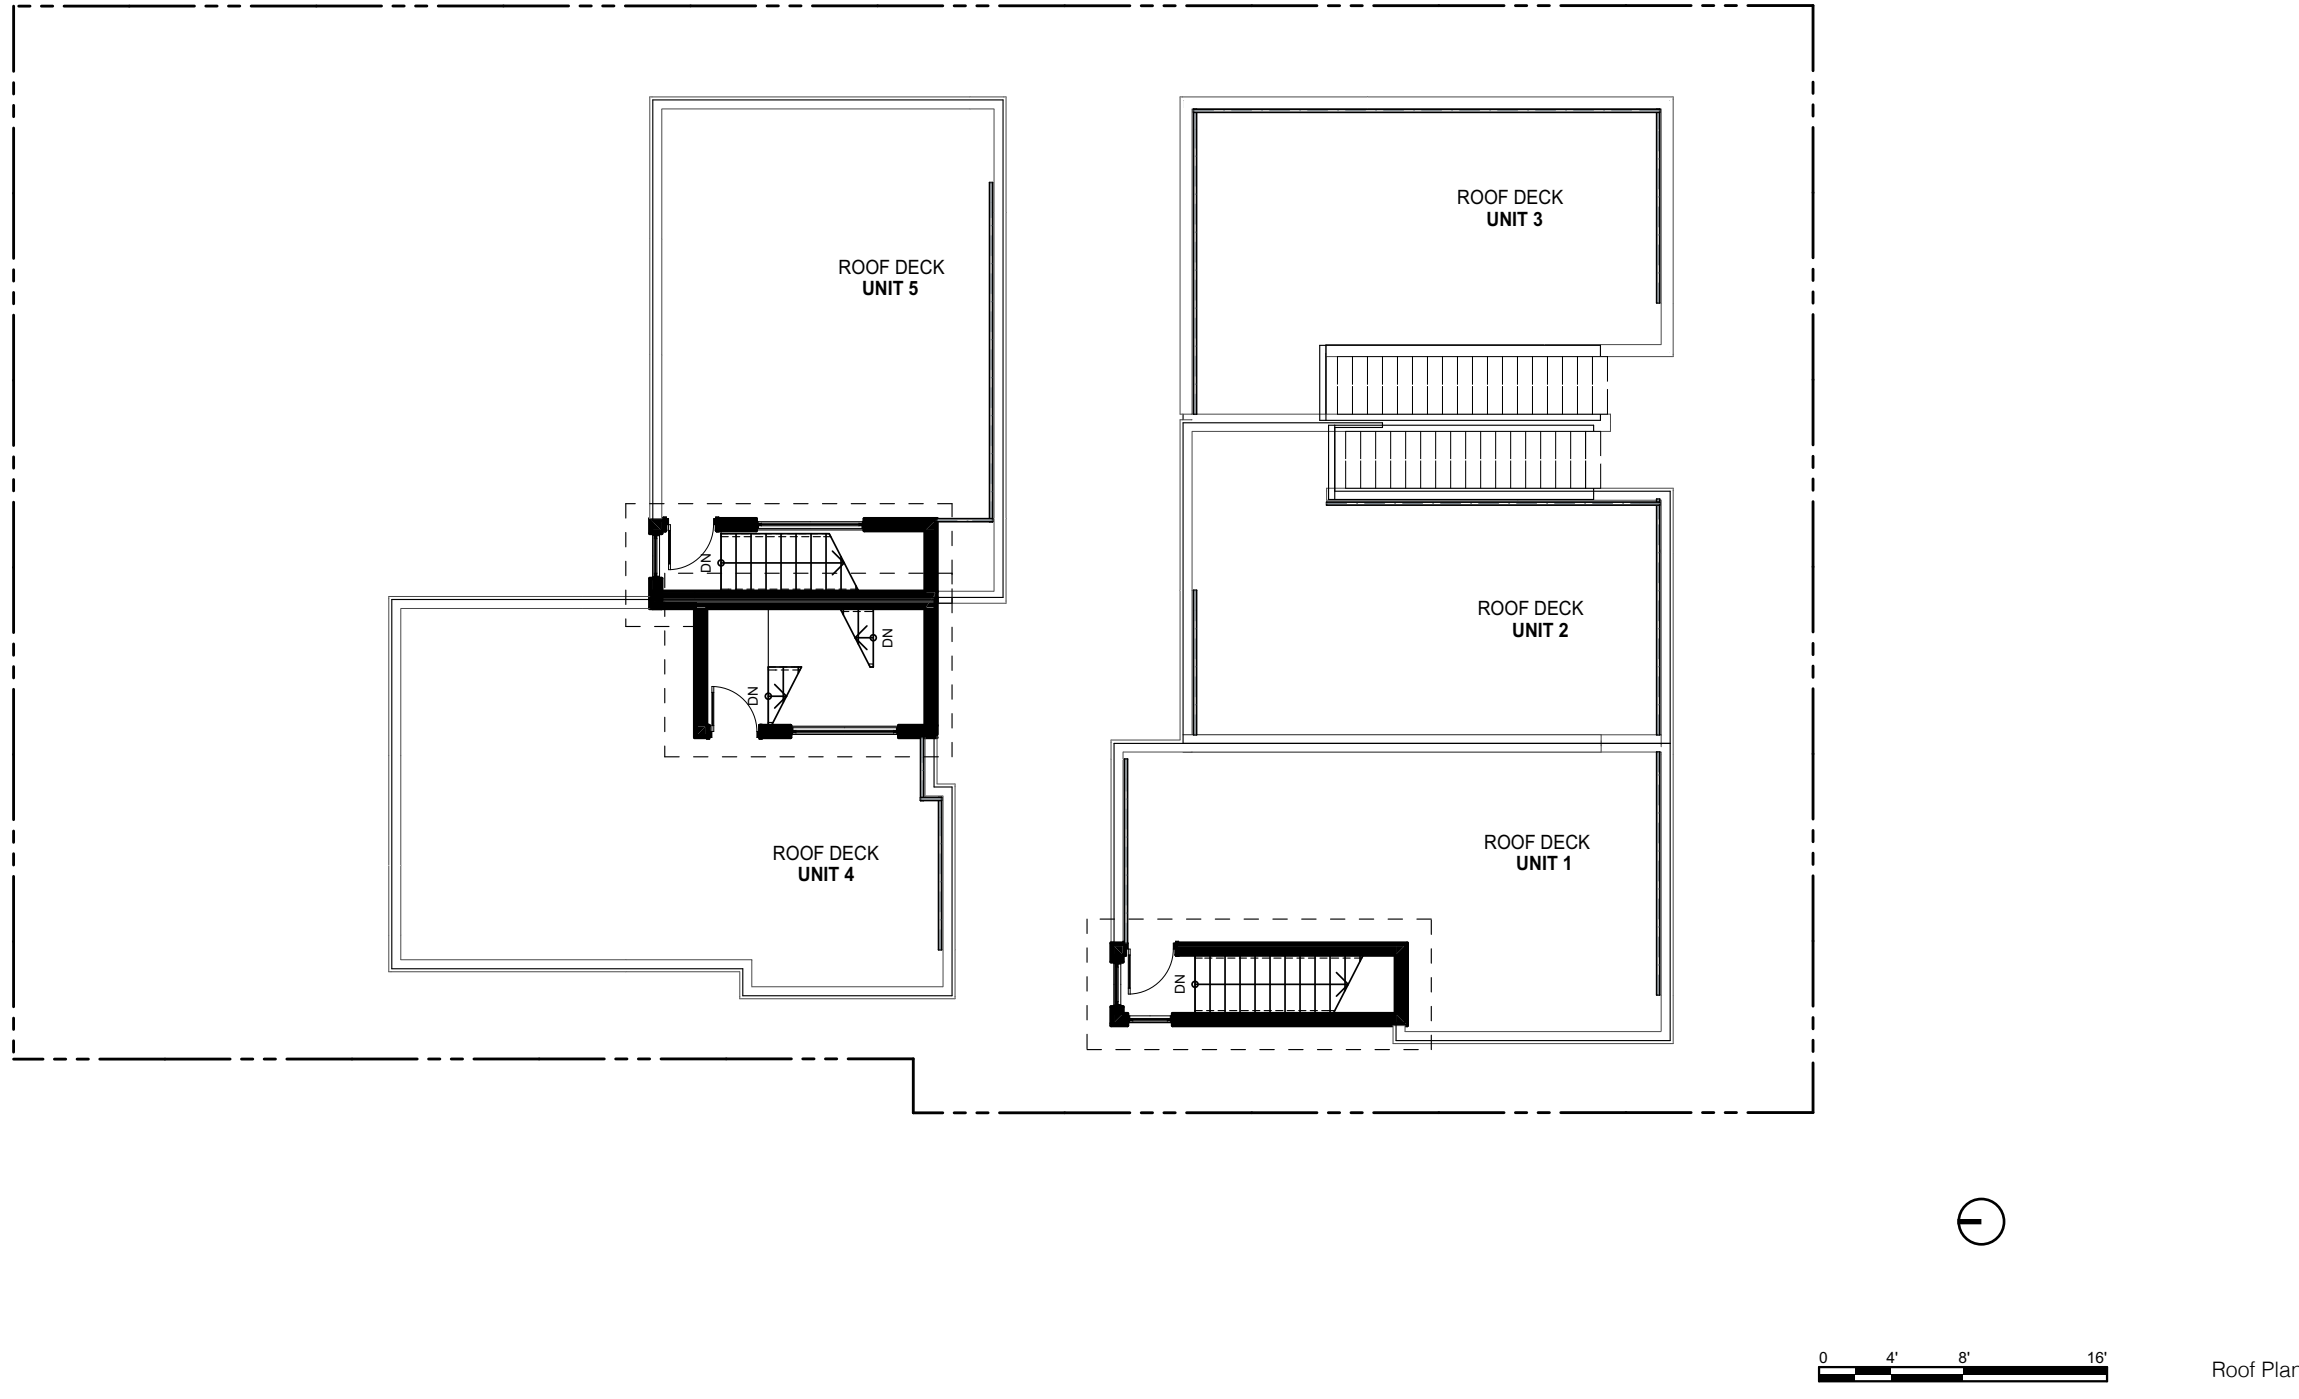 ROOF DECK
UNIT 3
ROOF DECK
UNIT 5
DN
DN
DN
ROOF DECK
UNIT 2
ROOF DECK
UNIT 4
ROOF DECK
UNIT 1
DN
0 4' 8' 16'
Roof Plan